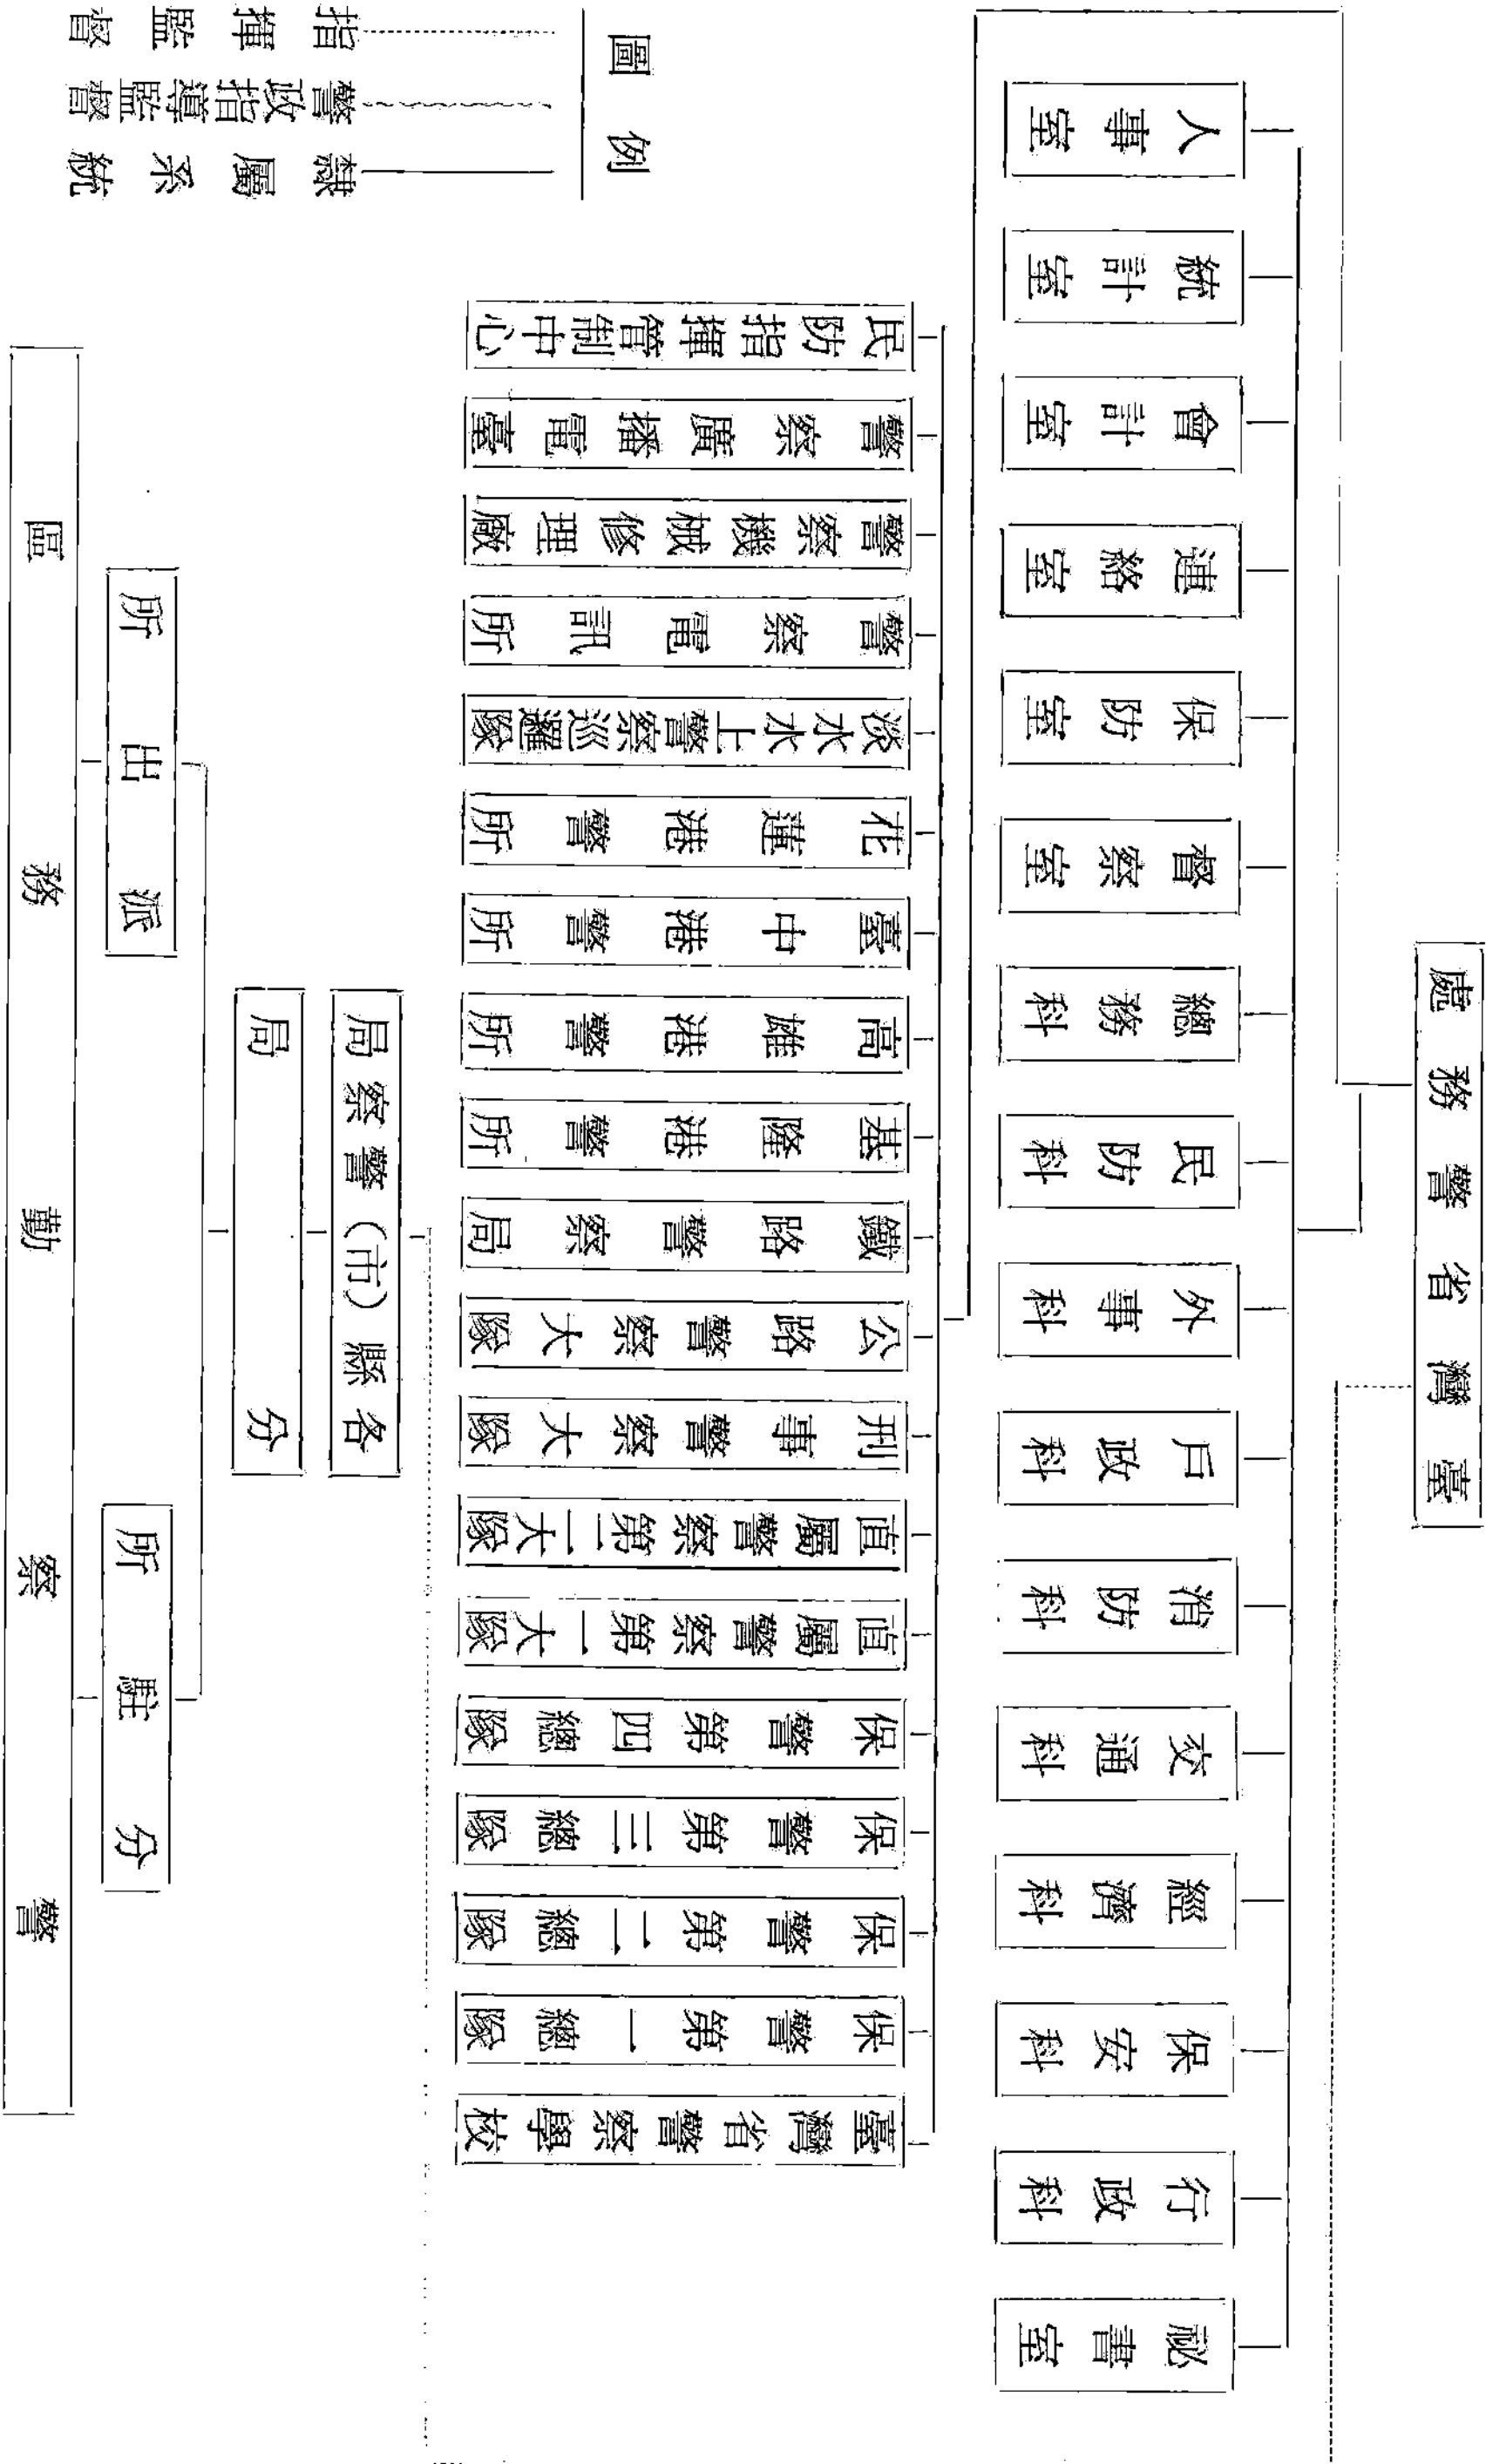 臺灣省警務處
祕書室
行政科
保安科
經濟科
交通科
消防科
戶政科
外事科
民防科
總務科
督察室
保防室
連絡室
會計室
統計室
人事室
臺灣省警察學校
保警第一總隊
保警第二總隊
保警第三總隊
保警第四總隊
直屬警察第一大隊
直屬警察第二大隊
刑事警察大隊
公路警察大隊
鐵路警察局
基隆港警所
高雄港警所
臺中港警所
花蓮港警所
淡水水上警察巡邏隊
警察電訊所
警察機械修理廠
警察廣播電臺
民防指揮管制中心
各縣(市)警察局
分局
分駐所
派出所
警察勤務區
圖例
隸屬系統
警政指導監督
指揮監督